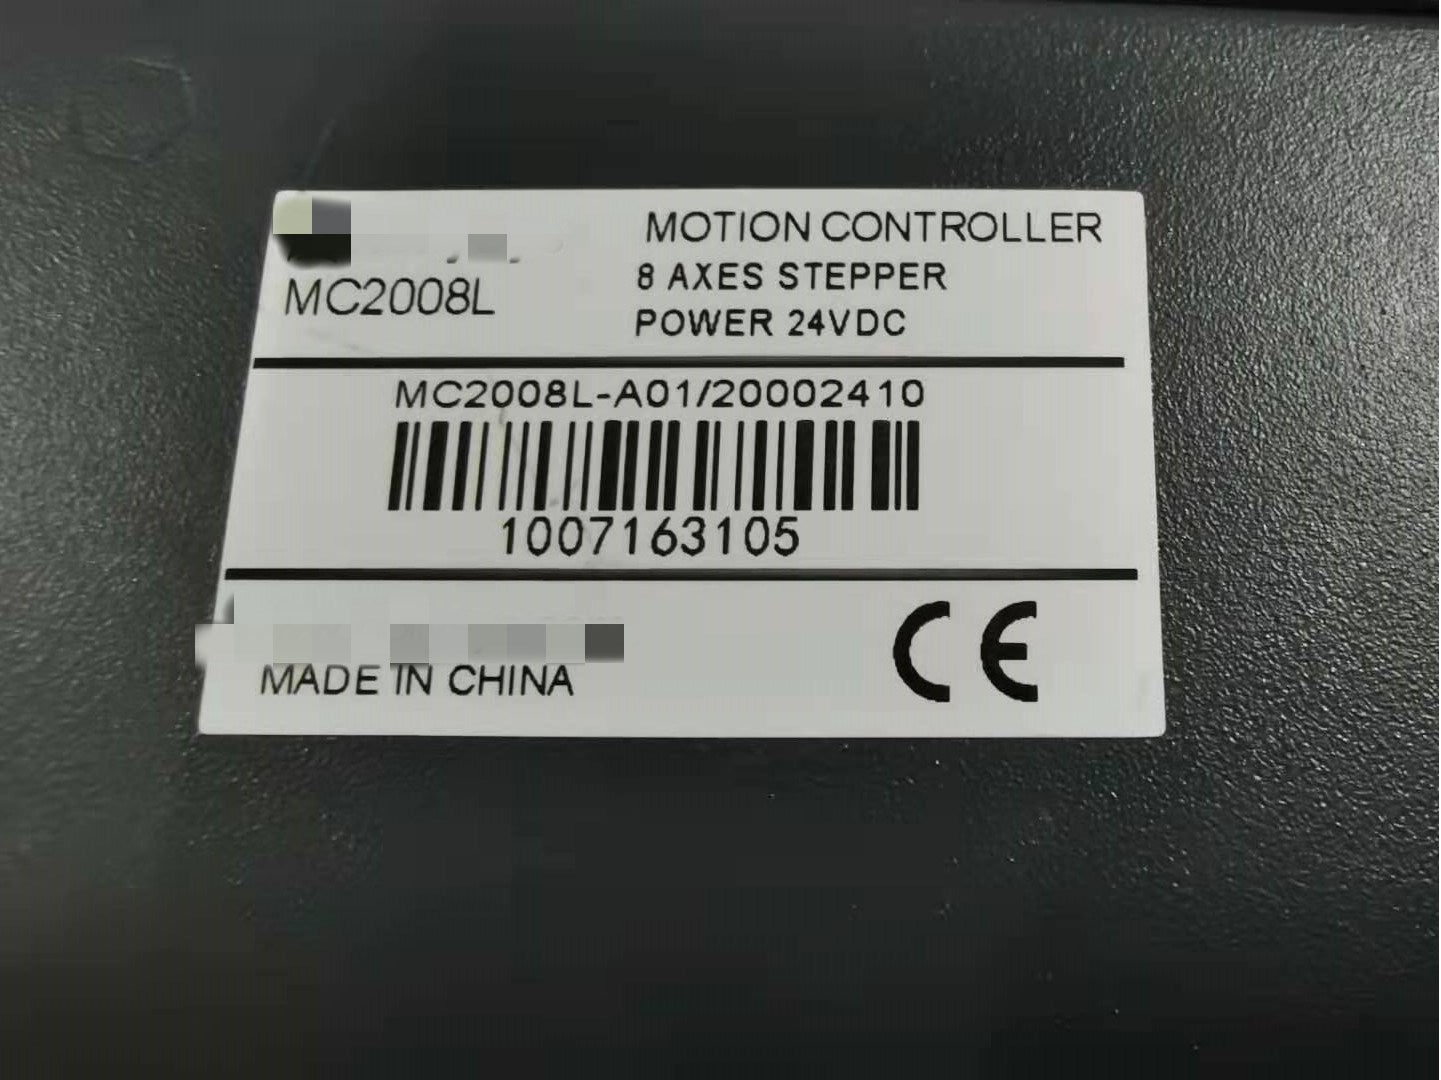 MOTION CONTROLLER
MC2008L
8 AXES STEPPER
POWER 24VDC
MC2008L-A01/20002410
1007163105
MADE IN CHINA
CE